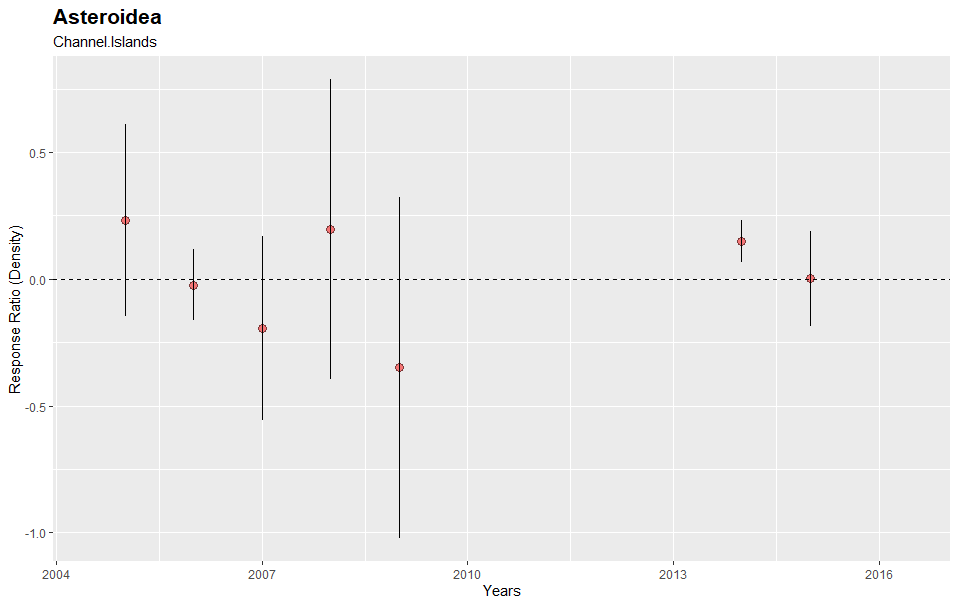 Asteroidea
Channel.Islands
Response Ratio (Density)
0.5
0.0
-0.5
-1.0
2004 2007 2010 2013 2016
Years